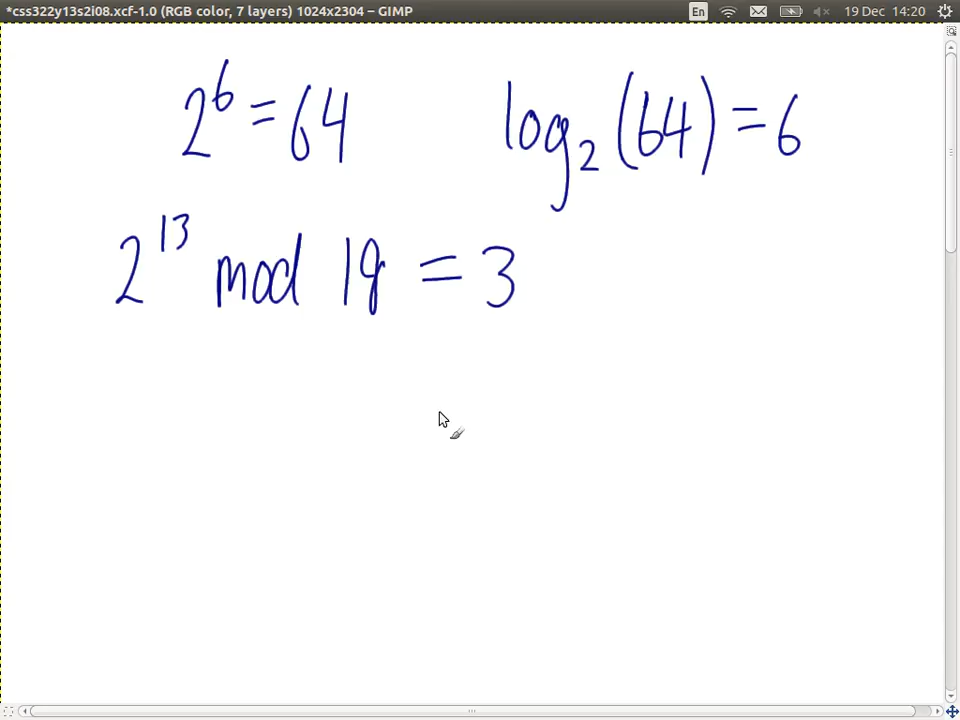 *css322y13s2i08.xcf-1.0 (RGB color, 7 layers) 1024x2304 – GIMP En 19 Dec 14:20
2^6 = 64 log_2(64) = 6
2^13 mod 19 = 3